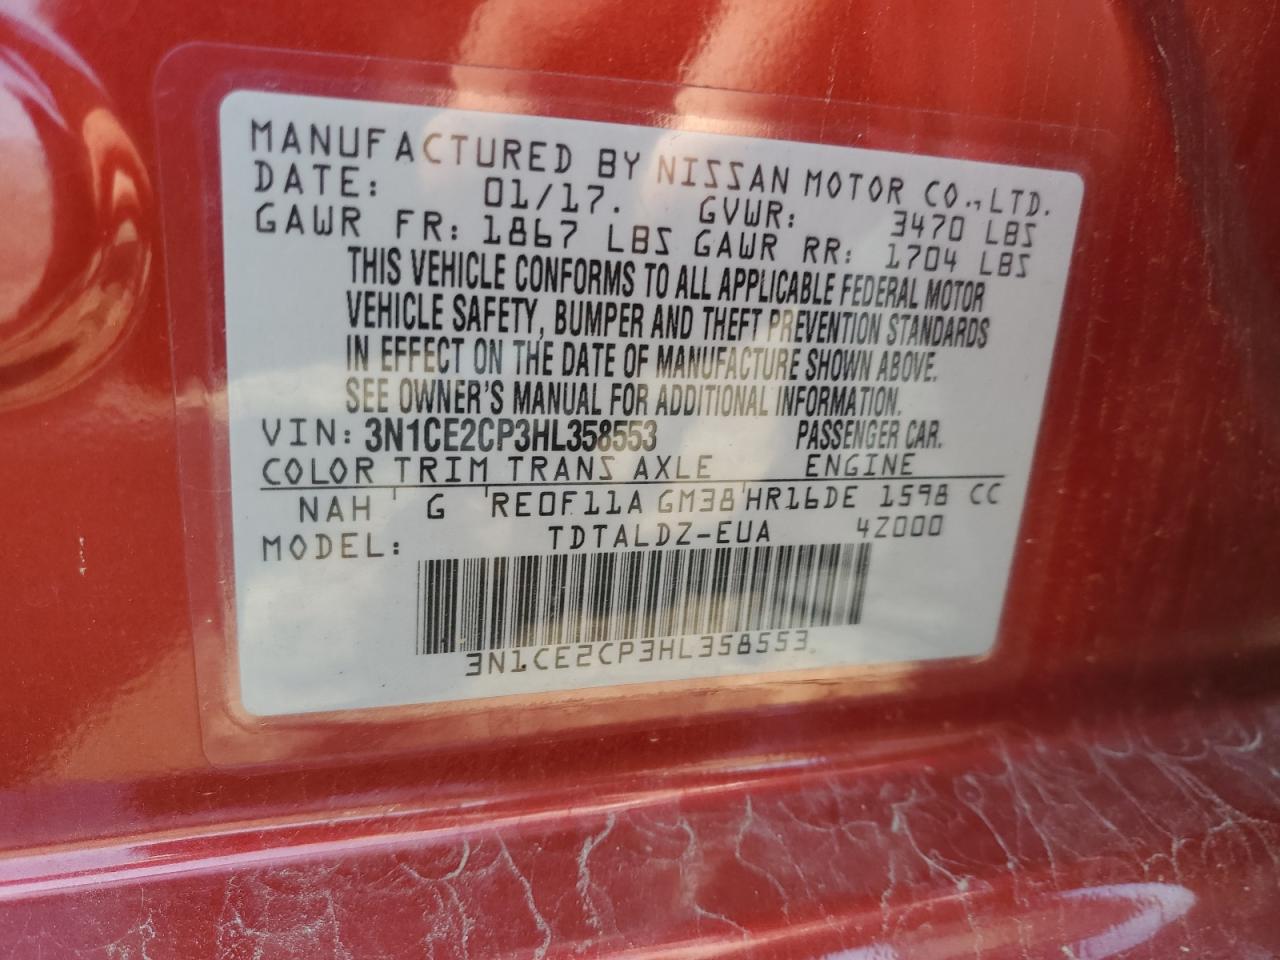 MANUFACTURED BY NISSAN MOTOR CO.,LTD.
DATE: 01/17. GVWR: 3470 LBS
GAWR FR: 1867 LBS GAWR RR: 1704 LBS
THIS VEHICLE CONFORMS TO ALL APPLICABLE FEDERAL MOTOR
VEHICLE SAFETY, BUMPER AND THEFT PREVENTION STANDARDS
IN EFFECT ON THE DATE OF MANUFACTURE SHOWN ABOVE.
SEE OWNER'S MANUAL FOR ADDITIONAL INFORMATION.
VIN: 3N1CE2CP3HL358553 PASSENGER CAR.
COLOR TRIM TRANS AXLE ENGINE
NAH ' G 'RE0F11A GM38'HR16DE 1598 CC
MODEL: TDTALDZ-EUA 4Z000
3N1CE2CP3HL358553.